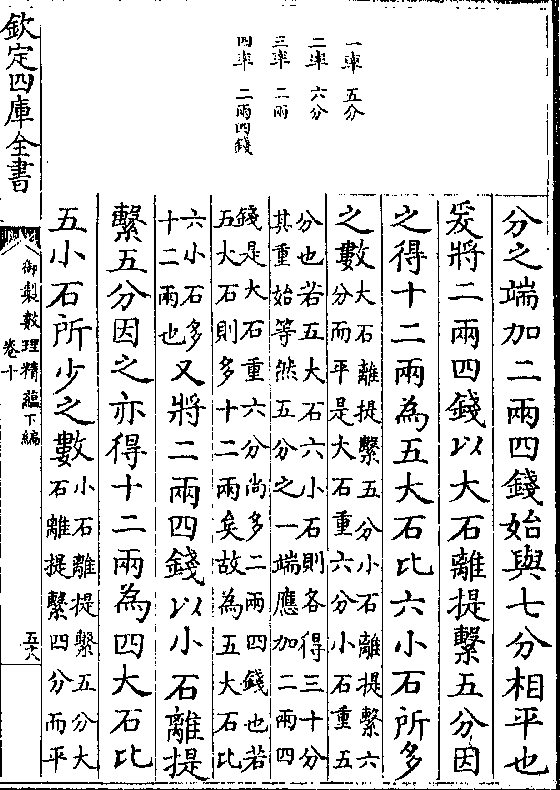 一率 五分
二率 六分
三率 二兩
四率 二兩四錢
分之端加二兩四錢始與七分相平也
爰將二兩四錢以大石離提繫五分因
之得十二兩為五大石比六小石所多
之數大石離提繫五分小石離提繫六
分而平是大石重六分小石重五
分也若五大石六小石則各得三十分
其重始等然五分之一端應加二兩四
錢是大石重六分尚多二兩四錢也若
五大石則多十二兩矣故為五大石比
六小石多
十二兩也又將二兩四錢以小石離提
繫五分因之亦得十二兩為四大石比
五小石所少之數小石離提繫五分大
石離提繫四分而平
欽定四庫全書
御製數理精蘊下編
卷十